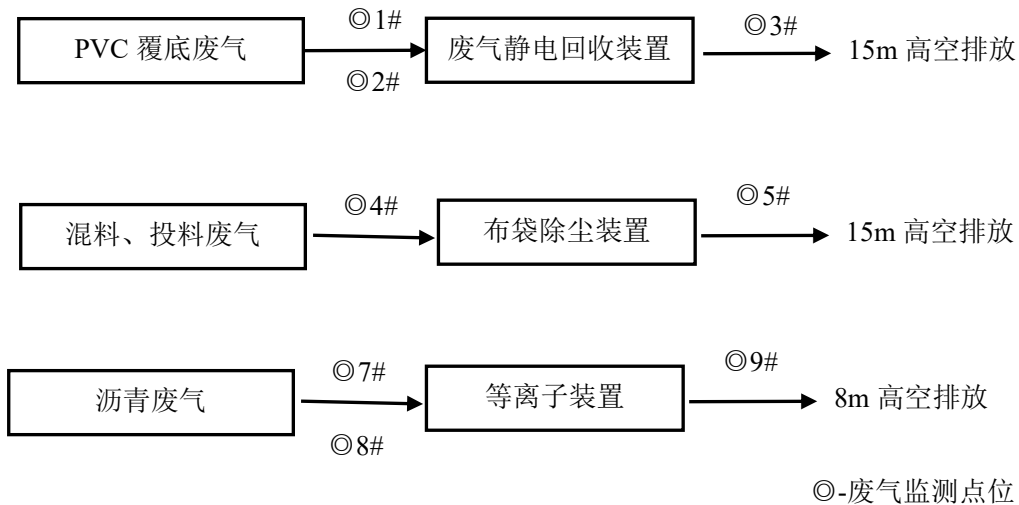 ◎1#
PVC 覆底废气
废气静电回收装置
◎3#
15m 高空排放
◎2#
◎4#
混料、投料废气
布袋除尘装置
◎5#
15m 高空排放
◎7#
沥青废气
等离子装置
◎9#
8m 高空排放
◎8#
◎-废气监测点位